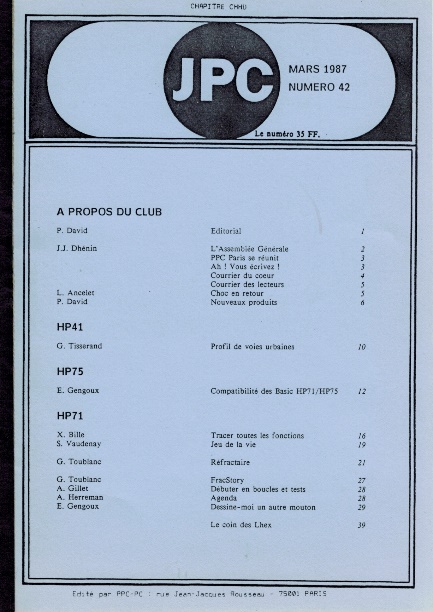 CHAPITRE CHHU
JPC
MARS 1987
NUMERO 42
Le numéro 35 FF.
A PROPOS DU CLUB
P. David Editorial 1
J.J. Dhénin L'Assemblée Générale 2
PPC Paris se réunit 3
Ah ! Vous écrivez ! 3
Courrier du coeur 4
Courrier des lecteurs 5
L. Ancelet Choc en retour 5
P. David Nouveaux produits 6
HP41
G. Tisserand Profil de voies urbaines 10
HP75
E. Gengoux Compatibilité des Basic HP71/HP75 12
HP71
X. Bille Tracer toutes les fonctions 16
S. Vaudenay Jeu de la vie 19
G. Toublanc Réfractaire 21
G. Toublanc FracStory 27
A. Gillet Débuter en boucles et tests 28
A. Herreman Agenda 28
E. Gengoux Dessine-moi un autre mouton 29
Le coin des Lhex 39
Edité par PPC-PC : rue Jean-Jacques Rousseau - 75001 PARIS